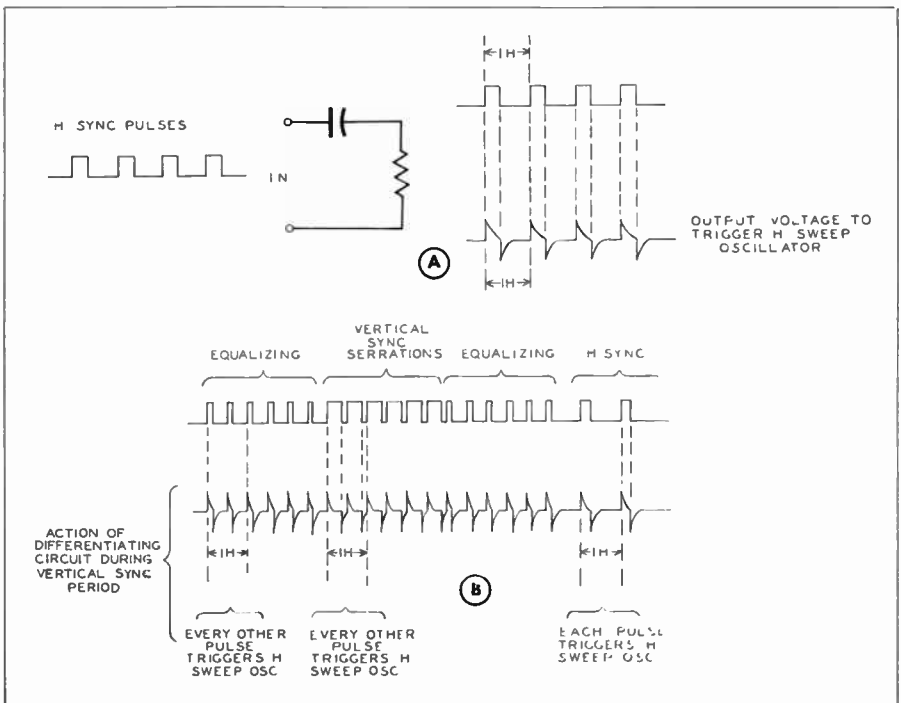 H SYNC PULSES
IN
1H
1H
OUTPUT VOLTAGE TO
TRIGGER H SWEEP
OSCILLATOR
A
EQUALIZING
VERTICAL
SYNC
SERRATIONS
EQUALIZING
H SYNC
ACTION OF
DIFFERENTIATING
CIRCUIT DURING
VERTICAL SYNC
PERIOD
1H
1H
1H
B
EVERY OTHER
PULSE
TRIGGERS H
SWEEP OSC
EVERY OTHER
PULSE
TRIGGERS H
SWEEP OSC
EACH PULSE
TRIGGERS H
SWEEP OSC